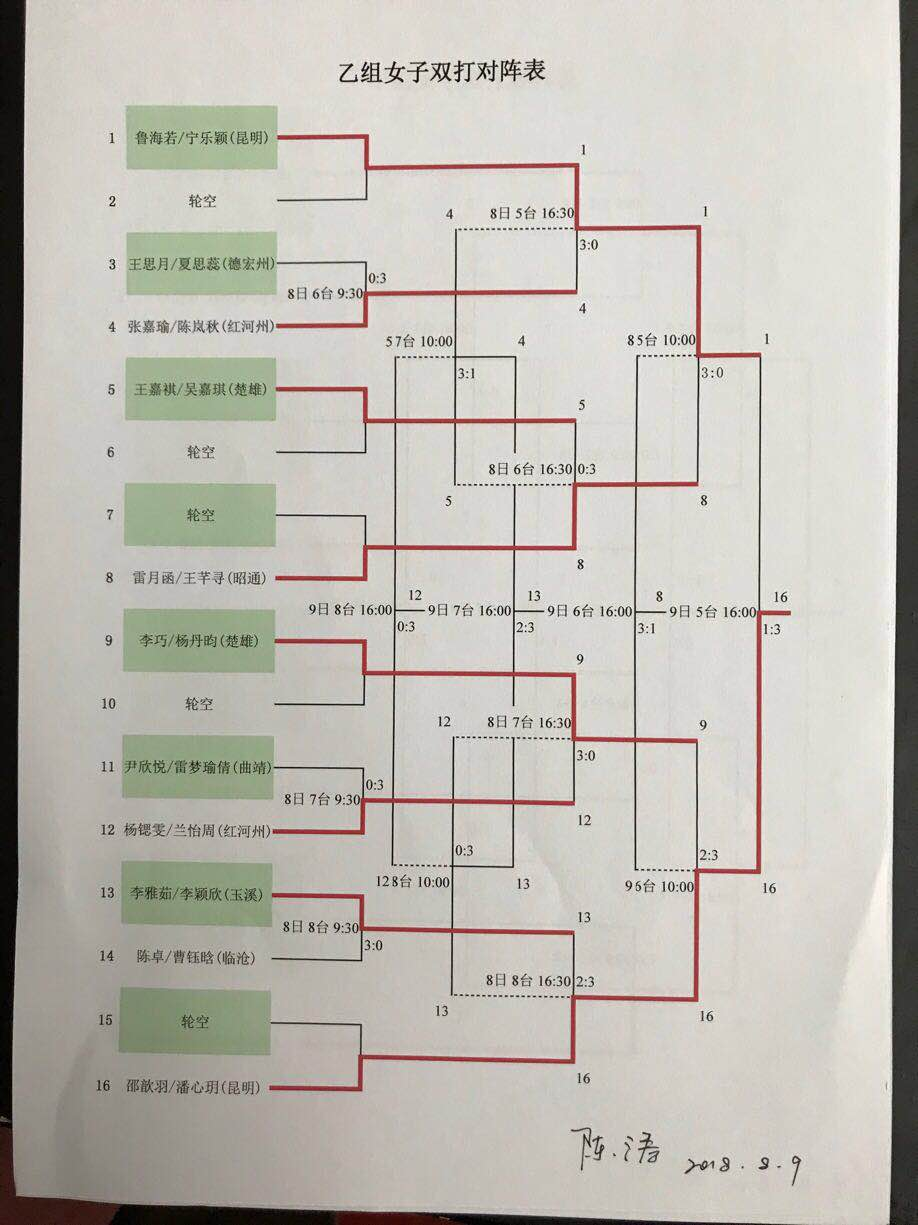 乙组女子双打对阵表
1 鲁海若/宁乐颖(昆明)
1
2 轮空
4 8日 5台 16:30 1
3:0
3 王思月/夏思蕊(德宏州)
0:3
8日 6台 9:30
4 张嘉瑜/陈岚秋(红河州)
4
5 7台 10:00 4 8 5台 10:00 1
3:1 3:0
5 王嘉祺/吴嘉琪(楚雄)
5
6 轮空
8日 6台 16:30 0:3
5 8
7 轮空
8
8 雷月函/王芊寻(昭通)
12 13 8 16
9日 8台 16:00 9日 7台 16:00 9日 6台 16:00 9日 5台 16:00
0:3 2:3 3:1 1:3
9 李巧/杨丹昀(楚雄)
9
10 轮空
12 8日 7台 16:30 9
3:0
11 尹欣悦/雷梦瑜倩(曲靖)
0:3
8日 7台 9:30
12 杨锶雯/兰怡周(红河州)
12
0:3 2:3
12 8台 10:00 13 9 6台 10:00 16
13 李雅茹/李颖欣(玉溪)
8日 8台 9:30 13
3:0
14 陈卓/曹钰晗(临沧)
8日 8台 16:30 2:3
13 16
15 轮空
16
16 邵歆羽/潘心玥(昆明)
2018.8.9